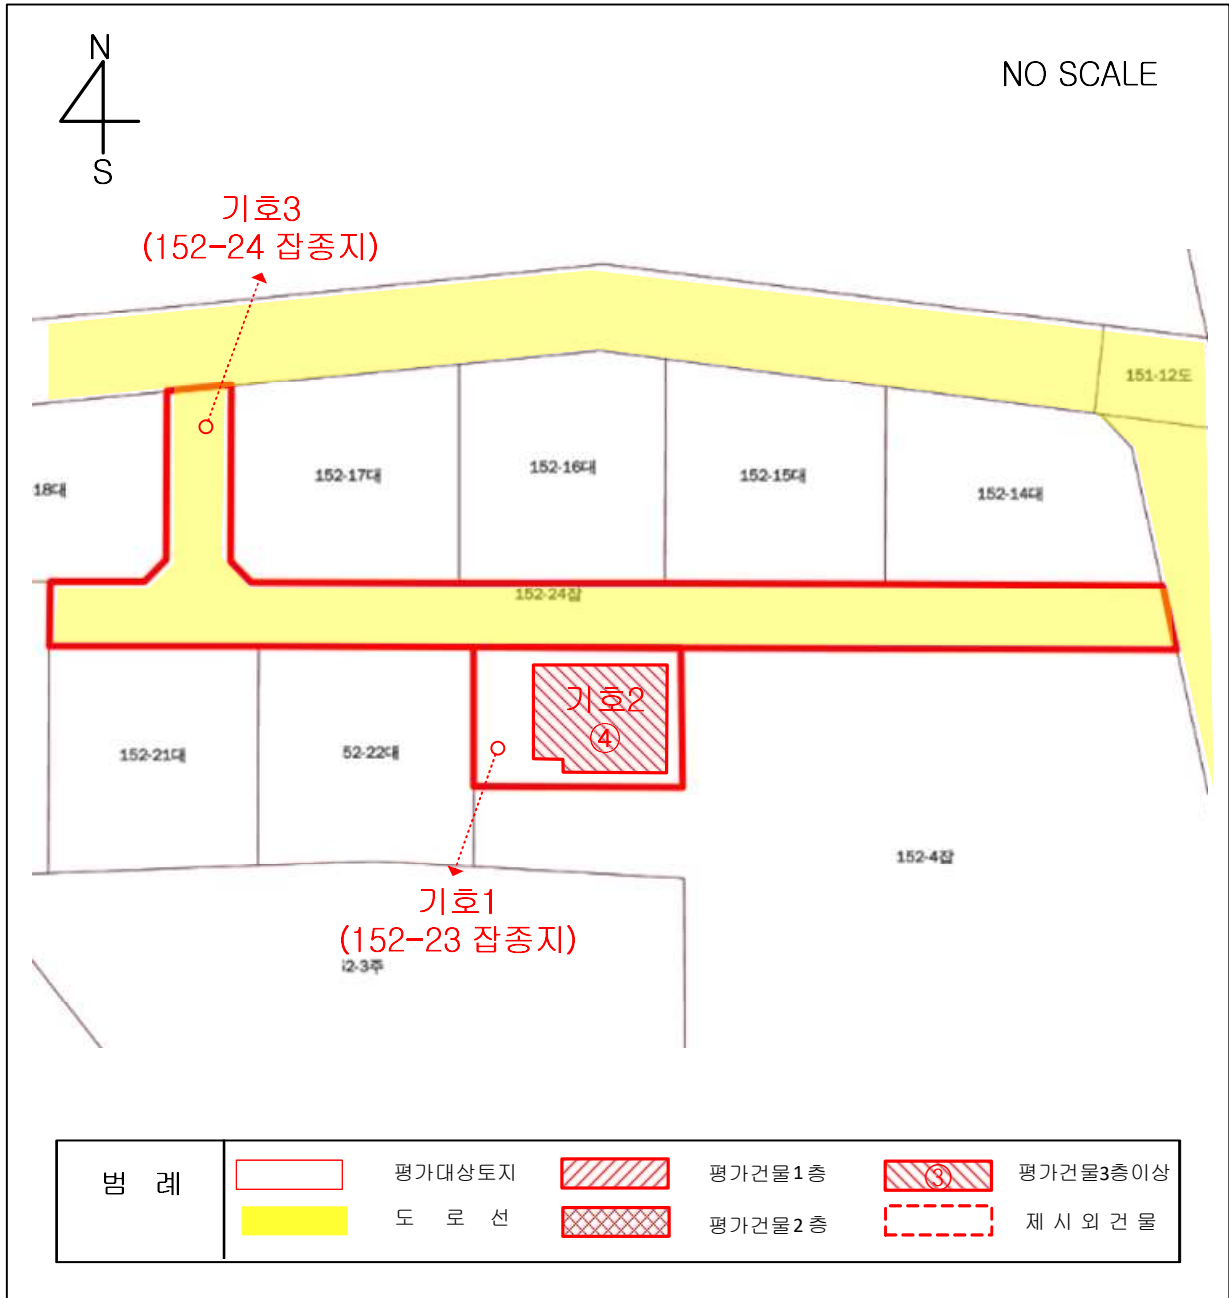 N
S
NO SCALE
기호3
(152-24 잡종지)
151-12도
18대
152-17대
152-16대
152-15대
152-14대
152-24잡
기호2
④
152-21대
52-22대
152-4잡
기호1
(152-23 잡종지)
2-3주
범 례
평가대상토지
평가건물1층
③
평가건물3층이상
도 로 선
평가건물2층
제시외건물